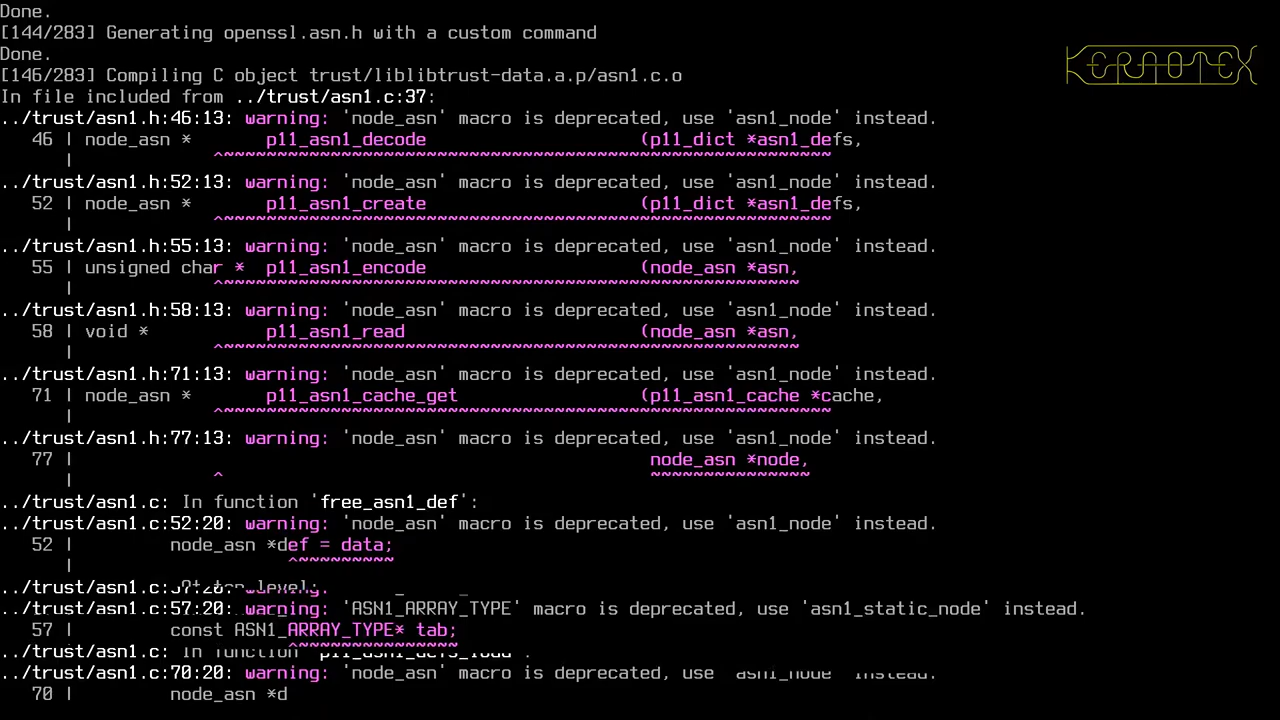 Done.
[144/283] Generating openssl.asn.h with a custom command
Done.
KERNOTEX
[146/283] Compiling C object trust/liblibtrust-data.a.p/asn1.c.o
In file included from ../trust/asn1.c:37:
../trust/asn1.h:46:13: warning: 'node_asn' macro is deprecated, use 'asn1_node' instead.
46 | node_asn * p11_asn1_decode (p11_dict *asn1_defs,
| ^~~~~~~~~~~~~~~~~~~~~~~~~~~~~~~~~~~~~~~~~~~~~~~~~~~~~~~~~~
../trust/asn1.h:52:13: warning: 'node_asn' macro is deprecated, use 'asn1_node' instead.
52 | node_asn * p11_asn1_create (p11_dict *asn1_defs,
| ^~~~~~~~~~~~~~~~~~~~~~~~~~~~~~~~~~~~~~~~~~~~~~~~~~~~~~~~~~
../trust/asn1.h:55:13: warning: 'node_asn' macro is deprecated, use 'asn1_node' instead.
55 | unsigned char * p11_asn1_encode (node_asn *asn,
| ^~~~~~~~~~~~~~~~~~~~~~~~~~~~~~~~~~~~~~~~~~~~~~~~~~~~~~~
../trust/asn1.h:58:13: warning: 'node_asn' macro is deprecated, use 'asn1_node' instead.
58 | void * p11_asn1_read (node_asn *asn,
| ^~~~~~~~~~~~~~~~~~~~~~~~~~~~~~~~~~~~~~~~~~~~~~~~~~~~~~~
../trust/asn1.h:71:13: warning: 'node_asn' macro is deprecated, use 'asn1_node' instead.
71 | node_asn * p11_asn1_cache_get (p11_asn1_cache *cache,
| ^~~~~~~~~~~~~~~~~~~~~~~~~~~~~~~~~~~~~~~~~~~~~~~~~~~~~~~~~~
../trust/asn1.h:77:13: warning: 'node_asn' macro is deprecated, use 'asn1_node' instead.
77 | node_asn *node,
| ^ ~~~~~~~~~~~~~~~
../trust/asn1.c: In function 'free_asn1_def':
../trust/asn1.c:52:20: warning: 'node_asn' macro is deprecated, use 'asn1_node' instead.
52 | node_asn *def = data;
| ^~~~~~~~~~
../trust/asn1.c:
../trust/asn1.c:57:20: warning: 'ASN1_ARRAY_TYPE' macro is deprecated, use 'asn1_static_node' instead.
57 | const ASN1_ARRAY_TYPE* tab;
^~~~~~~~~~~~~~~~
../trust/asn1.c: In function
../trust/asn1.c:70:20: warning: 'node_asn' macro is deprecated, use 'asn1_node' instead.
70 | node_asn *d